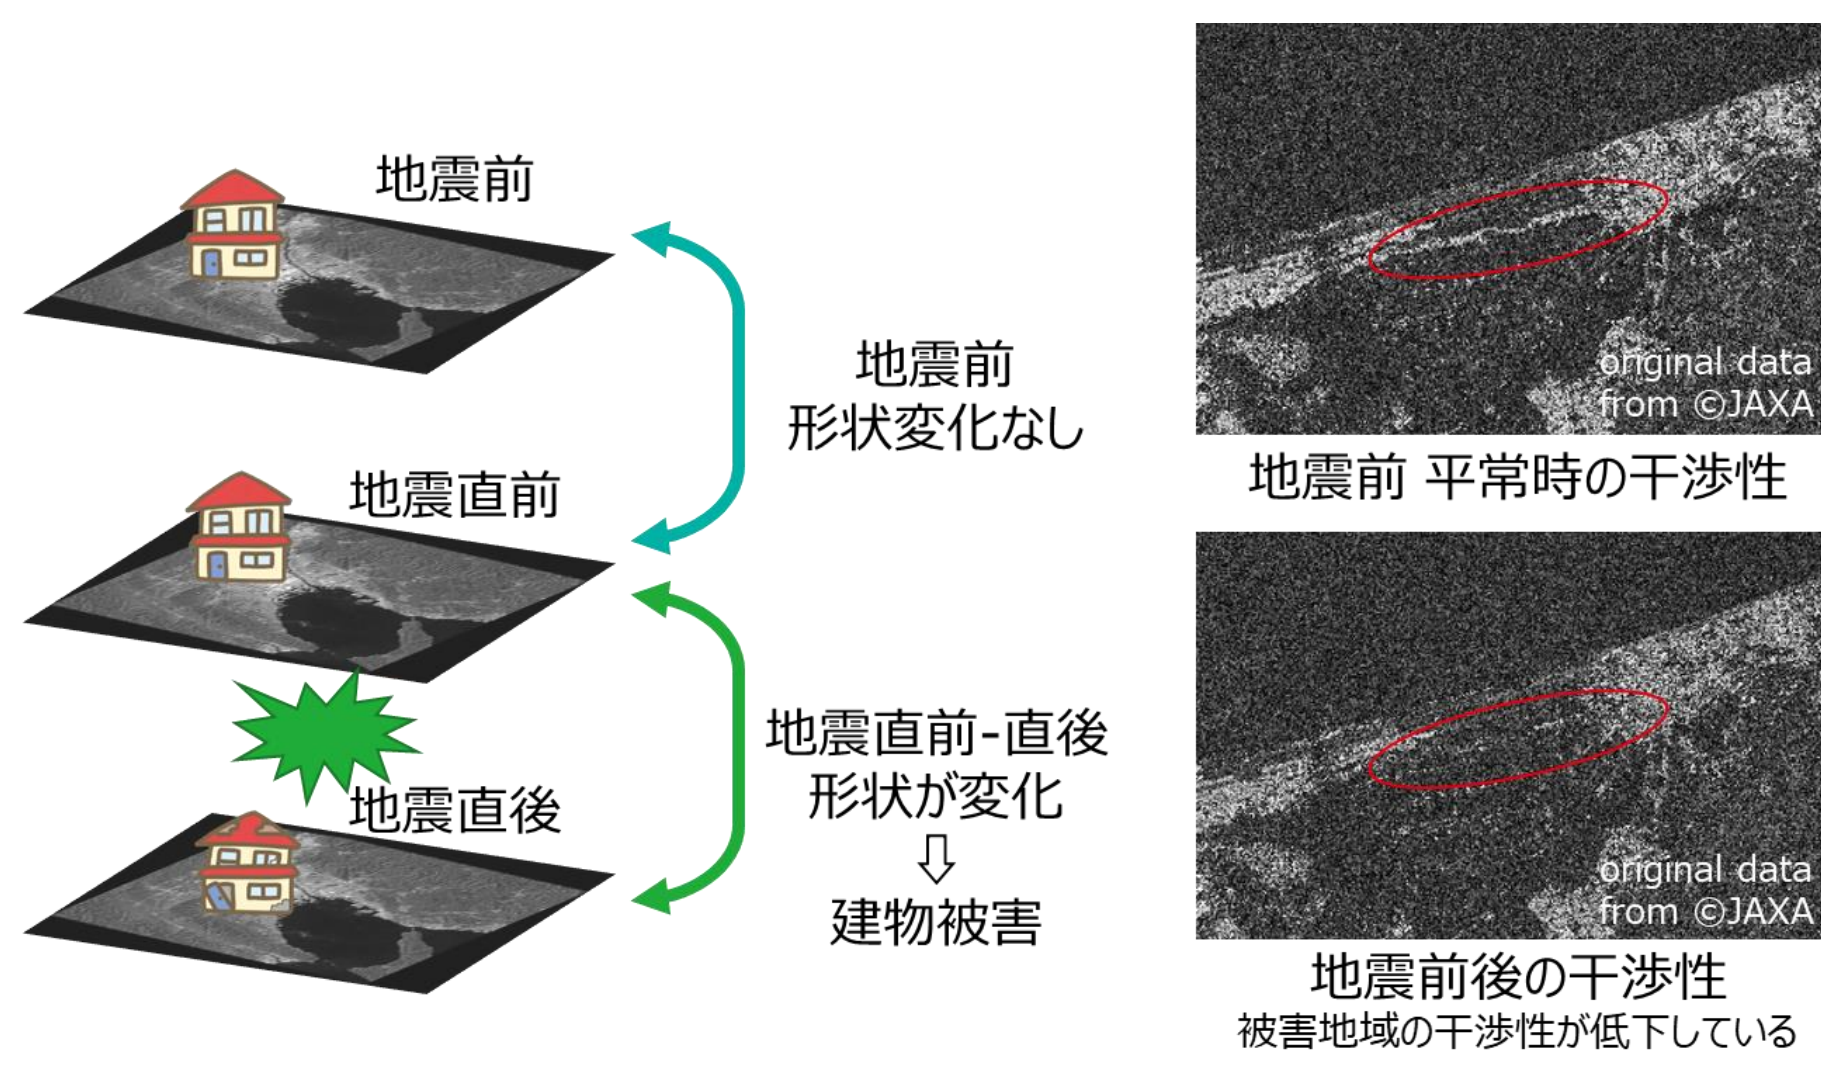 地震前
地震前
形状変化なし
地震直前
地震直前-直後
形状が変化
⇩
建物被害
地震直後
original data
from ©JAXA
地震前 平常時の干渉性
original data
from ©JAXA
地震前後の干渉性
被害地域の干渉性が低下している